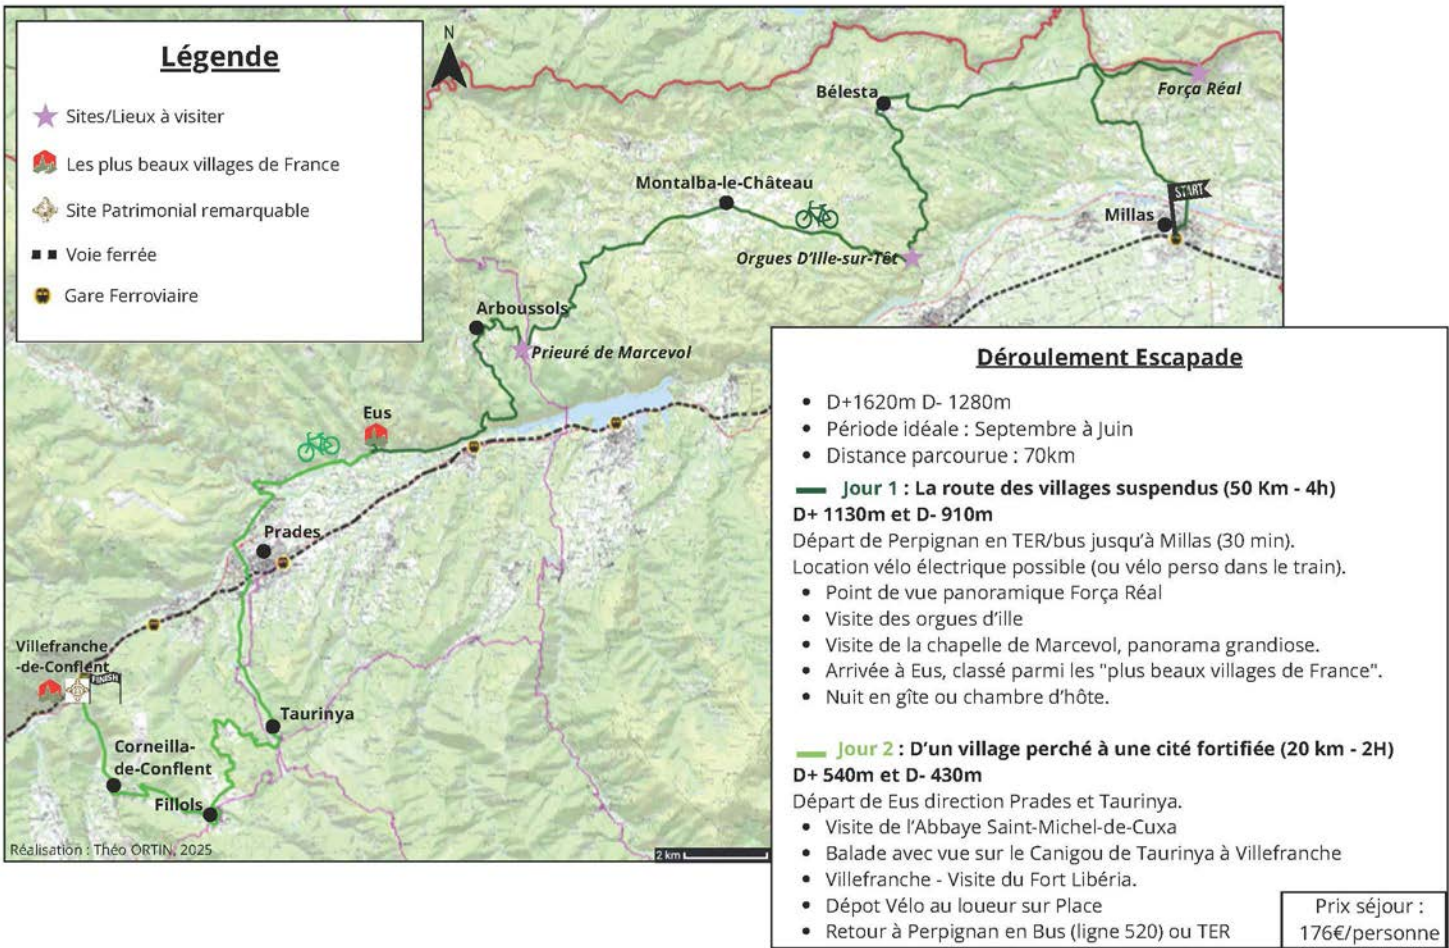 Légende
Sites/Lieux à visiter
Les plus beaux villages de France
Site Patrimonial remarquable
Voie ferrée
Gare Ferroviaire
N
Bélesta
Força Réal
Montalba-le-Château
START
Millas
Orgues D'Ille-sur-Têt
Arboussols
Prieuré de Marcevol
Eus
Prades
Villefranche
-de-Conflent
FINISH
Taurinya
Corneilla-
de-Conflent
Fillols
Réalisation : Théo ORTIN, 2025
2 km
Déroulement Escapade
• D+1620m D- 1280m
• Période idéale : Septembre à Juin
• Distance parcourue : 70km
Jour 1 : La route des villages suspendus (50 Km - 4h)
D+ 1130m et D- 910m
Départ de Perpignan en TER/bus jusqu'à Millas (30 min).
Location vélo électrique possible (ou vélo perso dans le train).
• Point de vue panoramique Força Réal
• Visite des orgues d'ille
• Visite de la chapelle de Marcevol, panorama grandiose.
• Arrivée à Eus, classé parmi les "plus beaux villages de France".
• Nuit en gîte ou chambre d'hôte.
Jour 2 : D'un village perché à une cité fortifiée (20 km - 2H)
D+ 540m et D- 430m
Départ de Eus direction Prades et Taurinya.
• Visite de l'Abbaye Saint-Michel-de-Cuxa
• Balade avec vue sur le Canigou de Taurinya à Villefranche
• Villefranche - Visite du Fort Libéria.
• Dépot Vélo au loueur sur Place
• Retour à Perpignan en Bus (ligne 520) ou TER
Prix séjour :
176€/personne